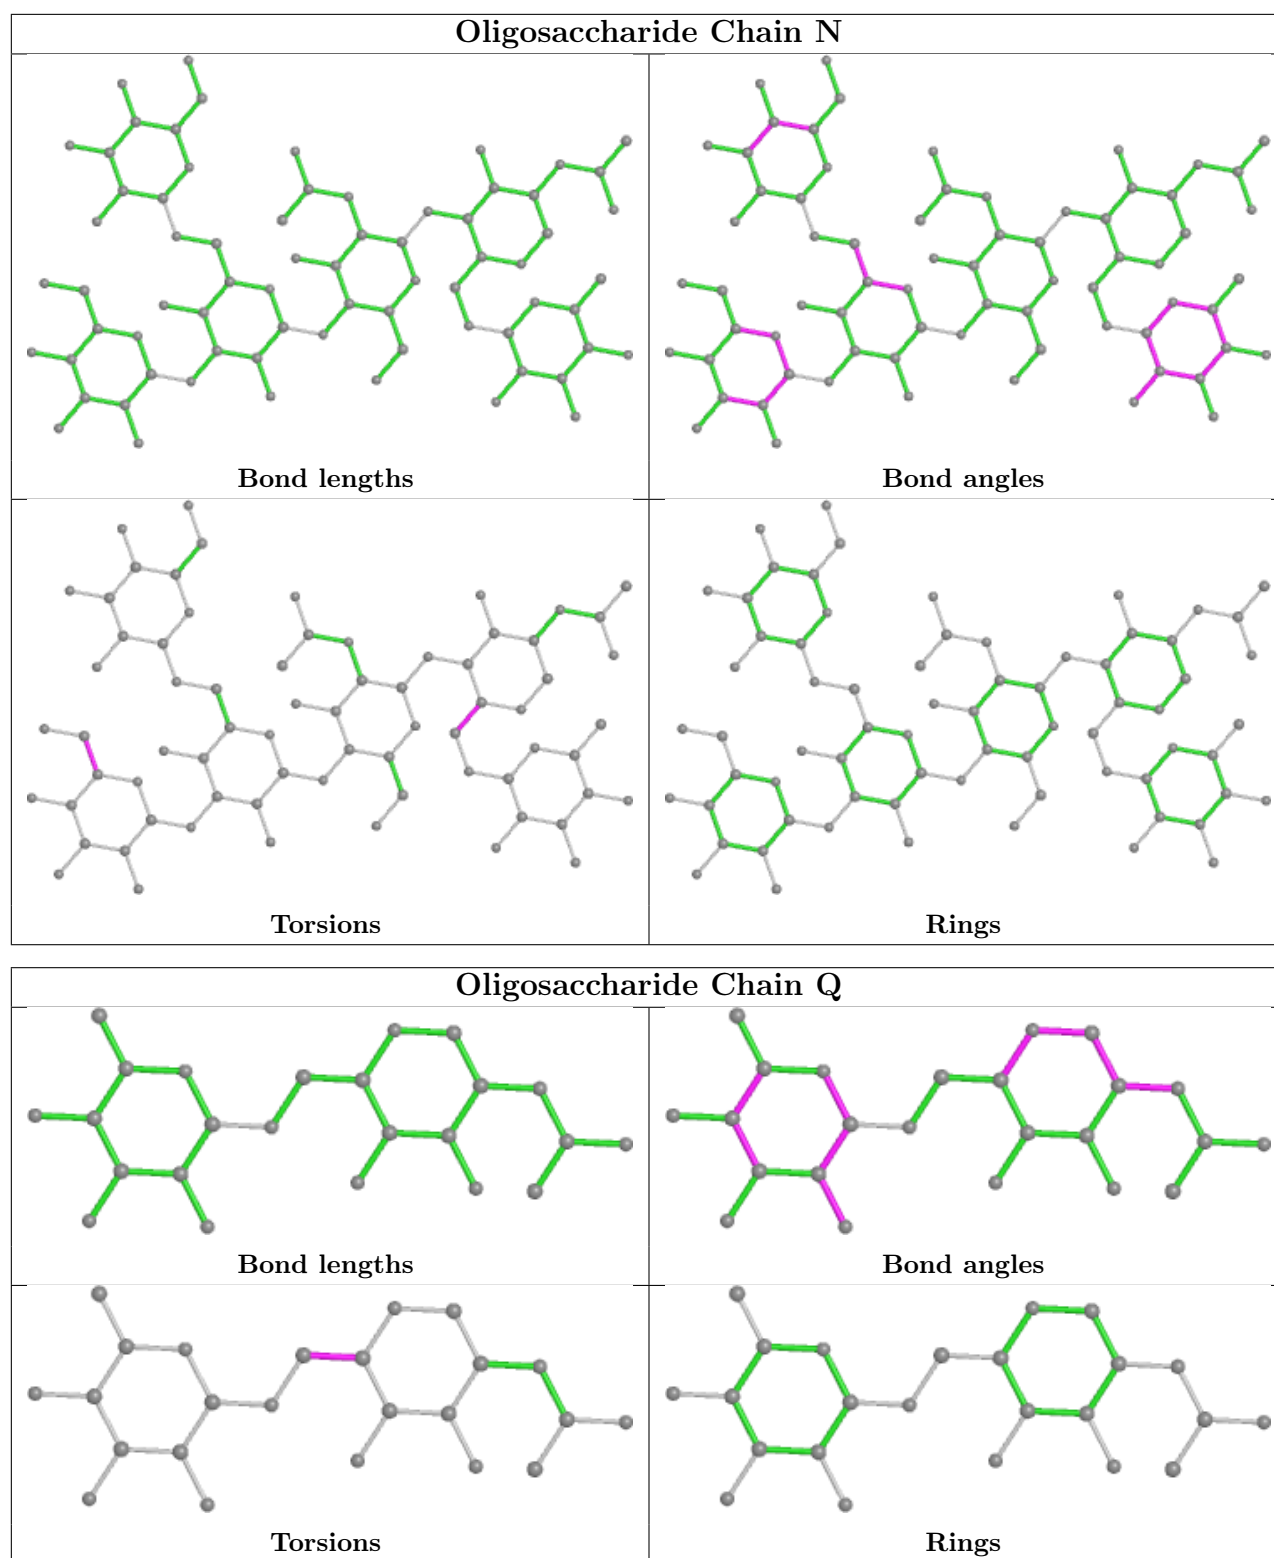 Oligosaccharide Chain N
Bond lengths
Bond angles
Torsions
Rings
Oligosaccharide Chain Q
Bond lengths
Bond angles
Torsions
Rings